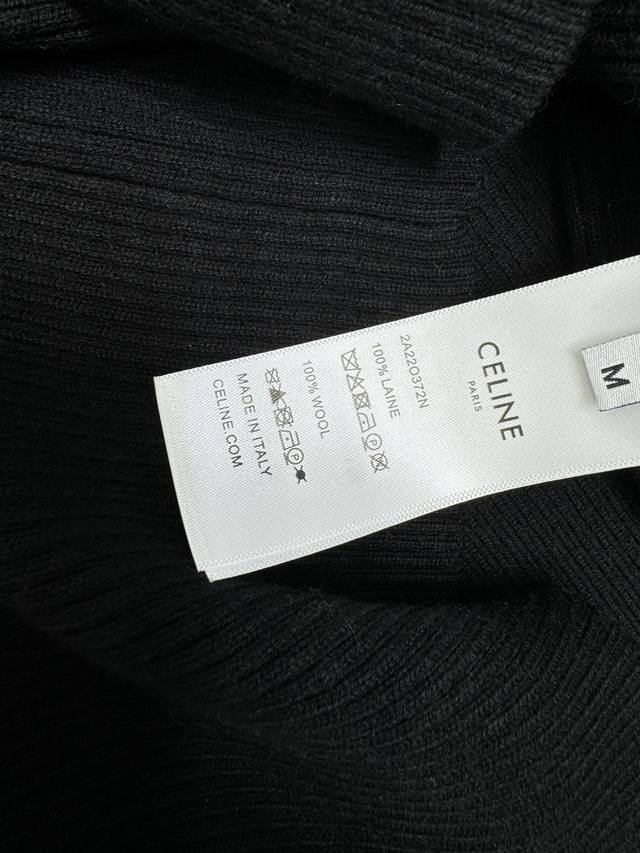 CELINE
PARIS
M
2A22O372N
100% LAINE
100% WOOL
MADE IN ITALY
CELINE.COM